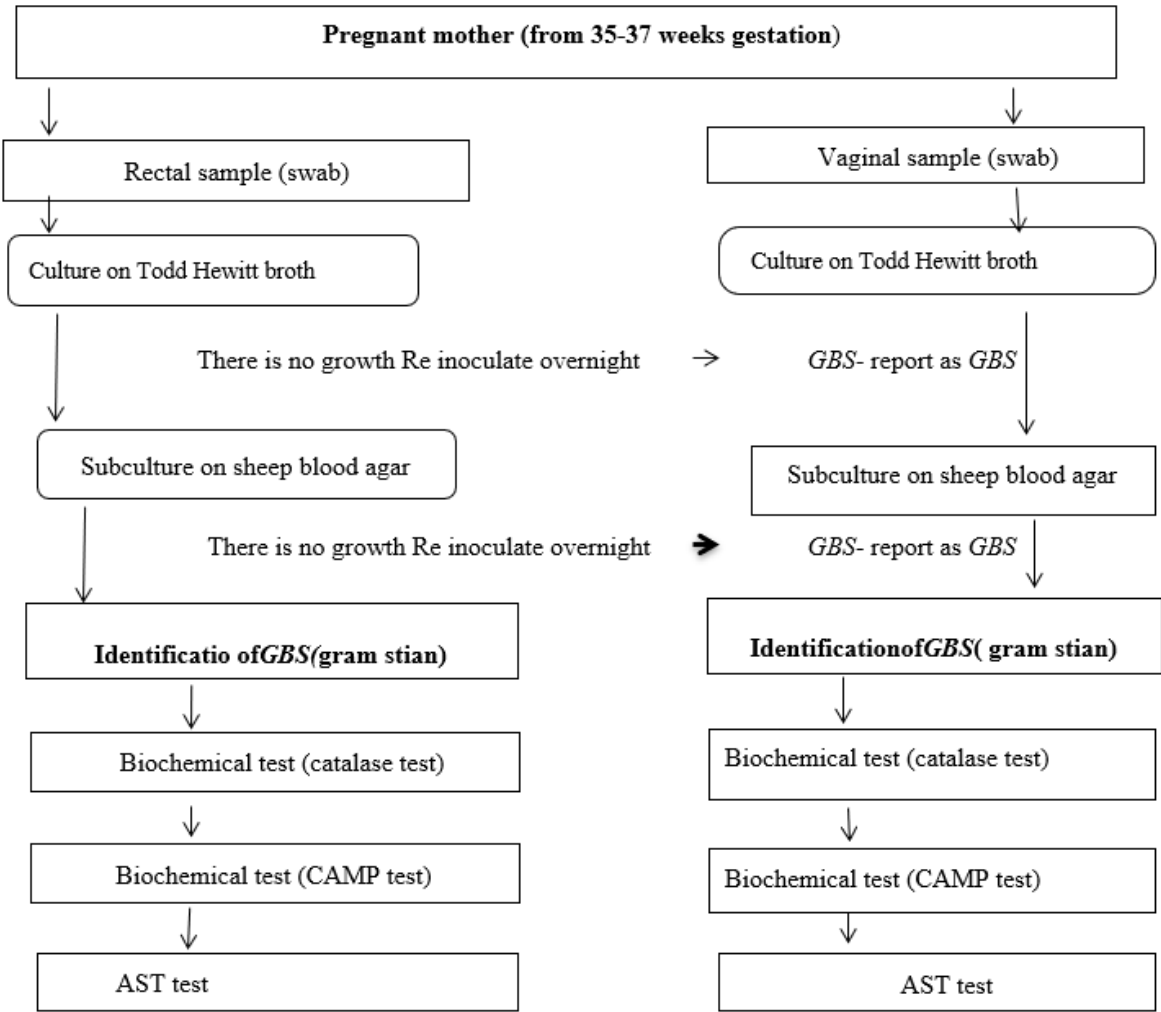 Pregnant mother (from 35-37 weeks gestation)
Rectal sample (swab)
Vaginal sample (swab)
Culture on Todd Hewitt broth
Culture on Todd Hewitt broth
There is no growth Re inoculate overnight → GBS- report as GBS
Subculture on sheep blood agar
Subculture on sheep blood agar
There is no growth Re inoculate overnight → GBS- report as GBS
Identificatio ofGBS(gram stian)
IdentificationofGBS( gram stian)
Biochemical test (catalase test)
Biochemical test (catalase test)
Biochemical test (CAMP test)
Biochemical test (CAMP test)
AST test
AST test